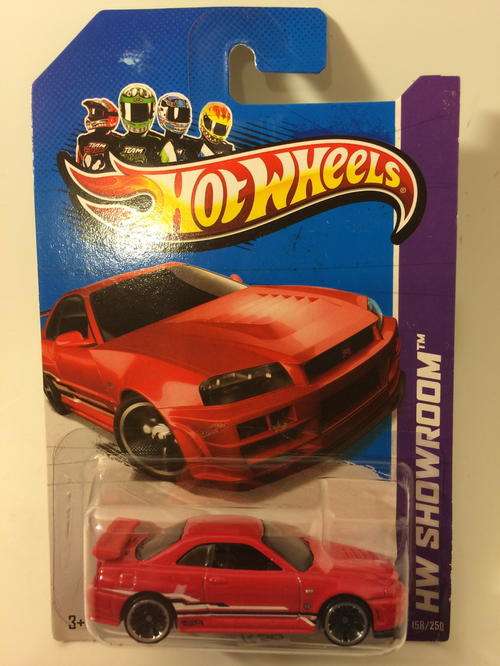 TEAM
HOT WHEELS®
HW SHOWROOM™
158/250
3+